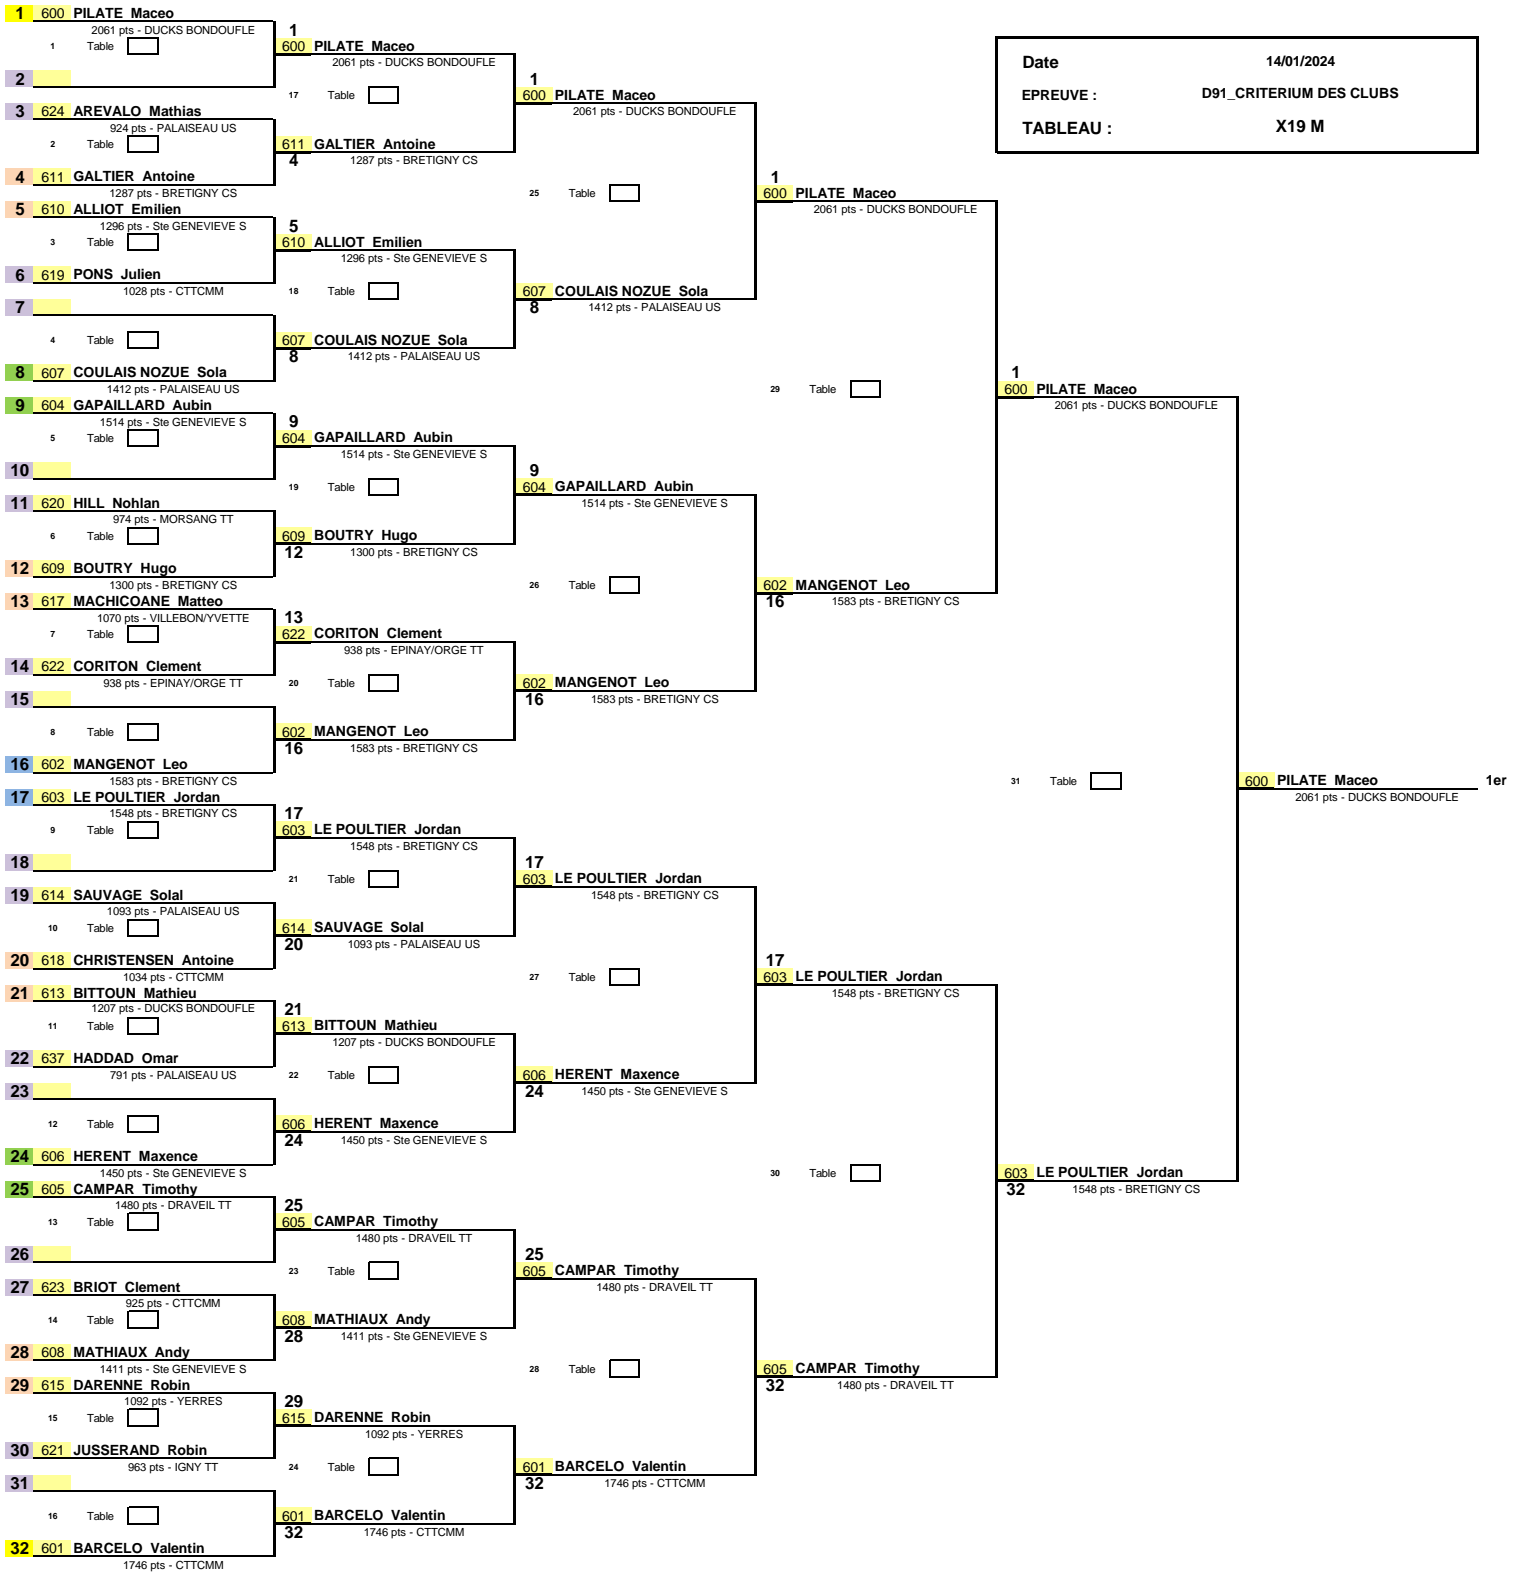 1 600 PILATE Maceo
2061 pts - DUCKS BONDOUFLE
1 Table
2
3 624 AREVALO Mathias
924 pts - PALAISEAU US
2 Table
4 611 GALTIER Antoine
1287 pts - BRETIGNY CS
5 610 ALLIOT Emilien
1296 pts - Ste GENEVIEVE S
3 Table
6 619 PONS Julien
1028 pts - CTTCMM
7
4 Table
8 607 COULAIS NOZUE Sola
1412 pts - PALAISEAU US
9 604 GAPAILLARD Aubin
1514 pts - Ste GENEVIEVE S
5 Table
10
11 620 HILL Nohlan
974 pts - MORSANG TT
6 Table
12 609 BOUTRY Hugo
1300 pts - BRETIGNY CS
13 617 MACHICOANE Matteo
1070 pts - VILLEBON/YVETTE
7 Table
14 622 CORITON Clement
938 pts - EPINAY/ORGE TT
15
8 Table
16 602 MANGENOT Leo
1583 pts - BRETIGNY CS
17 603 LE POULTIER Jordan
1548 pts - BRETIGNY CS
9 Table
18
19 614 SAUVAGE Solal
1093 pts - PALAISEAU US
10 Table
20 618 CHRISTENSEN Antoine
1034 pts - CTTCMM
21 613 BITTOUN Mathieu
1207 pts - DUCKS BONDOUFLE
11 Table
22 637 HADDAD Omar
791 pts - PALAISEAU US
23
12 Table
24 606 HERENT Maxence
1450 pts - Ste GENEVIEVE S
25 605 CAMPAR Timothy
1480 pts - DRAVEIL TT
13 Table
26
27 623 BRIOT Clement
925 pts - CTTCMM
14 Table
28 608 MATHIAUX Andy
1411 pts - Ste GENEVIEVE S
29 615 DARENNE Robin
1092 pts - YERRES
15 Table
30 621 JUSSERAND Robin
963 pts - IGNY TT
31
16 Table
32 601 BARCELO Valentin
1746 pts - CTTCMM
1
600 PILATE Maceo
2061 pts - DUCKS BONDOUFLE
17 Table
611 GALTIER Antoine
4 1287 pts - BRETIGNY CS
5
610 ALLIOT Emilien
1296 pts - Ste GENEVIEVE S
18 Table
607 COULAIS NOZUE Sola
8 1412 pts - PALAISEAU US
9
604 GAPAILLARD Aubin
1514 pts - Ste GENEVIEVE S
19 Table
609 BOUTRY Hugo
12 1300 pts - BRETIGNY CS
13
622 CORITON Clement
938 pts - EPINAY/ORGE TT
20 Table
602 MANGENOT Leo
16 1583 pts - BRETIGNY CS
17
603 LE POULTIER Jordan
1548 pts - BRETIGNY CS
21 Table
614 SAUVAGE Solal
20 1093 pts - PALAISEAU US
21
613 BITTOUN Mathieu
1207 pts - DUCKS BONDOUFLE
22 Table
606 HERENT Maxence
24 1450 pts - Ste GENEVIEVE S
25
605 CAMPAR Timothy
1480 pts - DRAVEIL TT
23 Table
608 MATHIAUX Andy
28 1411 pts - Ste GENEVIEVE S
29
615 DARENNE Robin
1092 pts - YERRES
24 Table
601 BARCELO Valentin
32 1746 pts - CTTCMM
1
600 PILATE Maceo
2061 pts - DUCKS BONDOUFLE
25 Table
607 COULAIS NOZUE Sola
8 1412 pts - PALAISEAU US
9
604 GAPAILLARD Aubin
1514 pts - Ste GENEVIEVE S
26 Table
602 MANGENOT Leo
16 1583 pts - BRETIGNY CS
17
603 LE POULTIER Jordan
1548 pts - BRETIGNY CS
27 Table
606 HERENT Maxence
24 1450 pts - Ste GENEVIEVE S
25
605 CAMPAR Timothy
1480 pts - DRAVEIL TT
28 Table
601 BARCELO Valentin
32 1746 pts - CTTCMM
1
600 PILATE Maceo
2061 pts - DUCKS BONDOUFLE
29 Table
602 MANGENOT Leo
16 1583 pts - BRETIGNY CS
17
603 LE POULTIER Jordan
1548 pts - BRETIGNY CS
30 Table
605 CAMPAR Timothy
32 1480 pts - DRAVEIL TT
Date 14/01/2024
EPREUVE : D91_CRITERIUM DES CLUBS
TABLEAU : X19 M
1
600 PILATE Maceo
2061 pts - DUCKS BONDOUFLE
31 Table
603 LE POULTIER Jordan
32 1548 pts - BRETIGNY CS
600 PILATE Maceo 1er
2061 pts - DUCKS BONDOUFLE